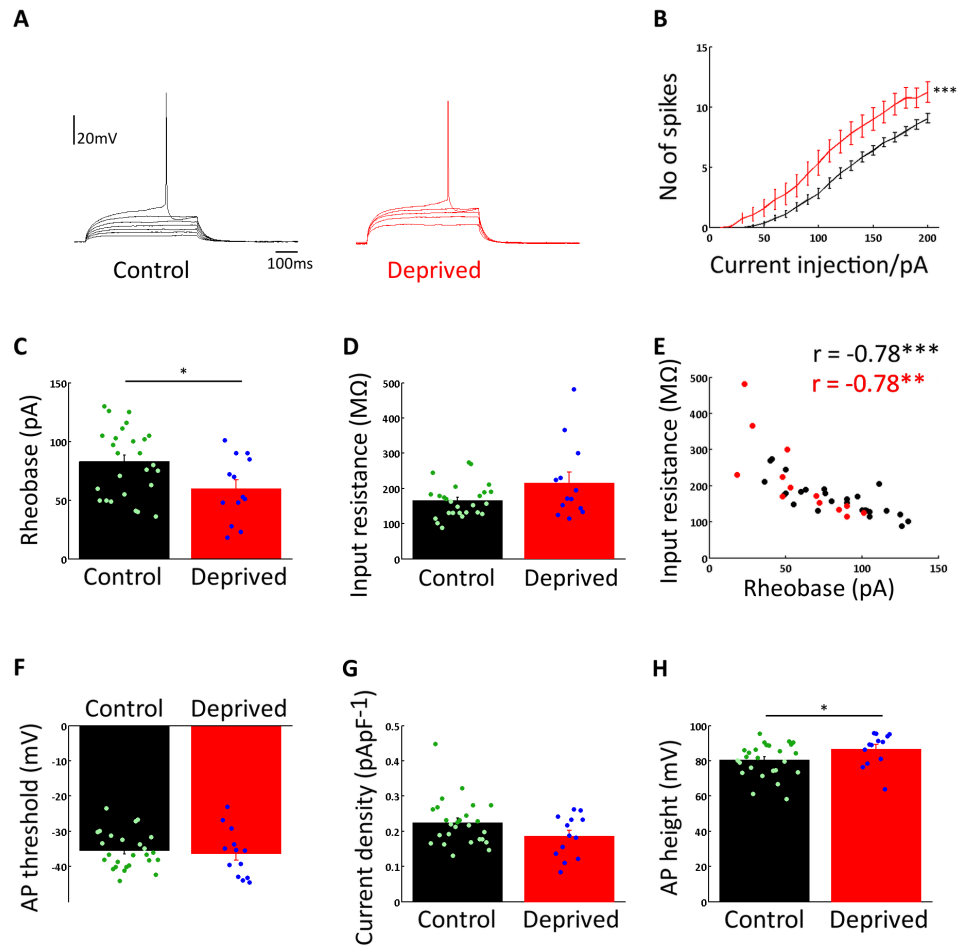 A
20mV
Control
100ms
Deprived
B
No of spikes
15
10
5
0
50
100
150
200
***
Current injection/pA
C
Rheobase (pA)
150
100
50
0
*
Control
Deprived
D
Input resistance (MΩ)
500
400
300
200
100
0
Control
Deprived
E
r = -0.78***
r = -0.78**
Input resistance (MΩ)
500
400
300
200
100
0
0
50
100
150
Rheobase (pA)
F
Control
Deprived
AP threshold (mV)
0
-10
-20
-30
-40
G
Current density (pApF-1)
0.5
0.4
0.3
0.2
0.1
0
Control
Deprived
H
AP height (mV)
100
80
60
40
20
0
*
Control
Deprived